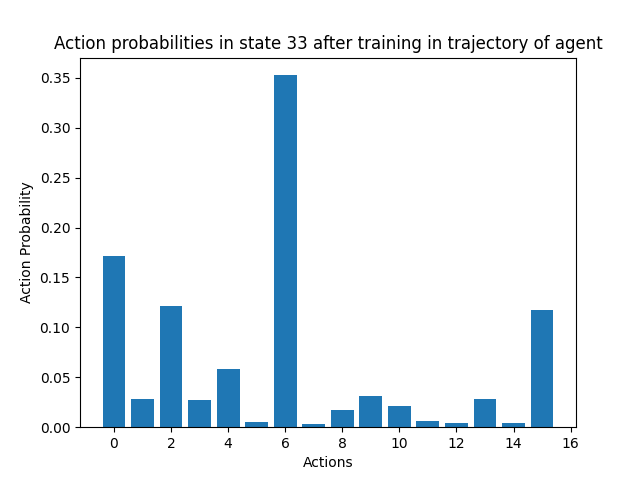 Action probabilities in state 33 after training in trajectory of agent
0.35
0.30
0.25
0.20
0.15
0.10
0.05
0.00
Action Probability
0 2 4 6 8 10 12 14 16
Actions